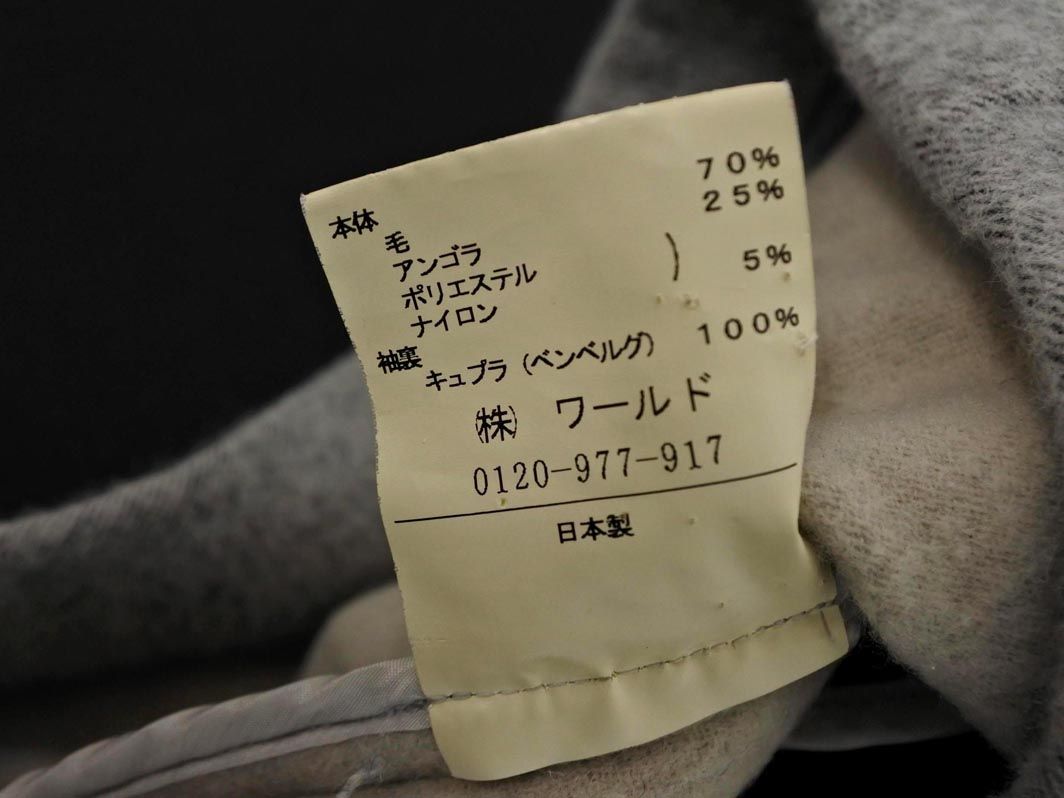 本体
毛 70%
アンゴラ 25%
ポリエステル
ナイロン ) 5%
袖裏
キュプラ (ベンベルグ) 100%
㈱ ワールド
0120-977-917
日本製